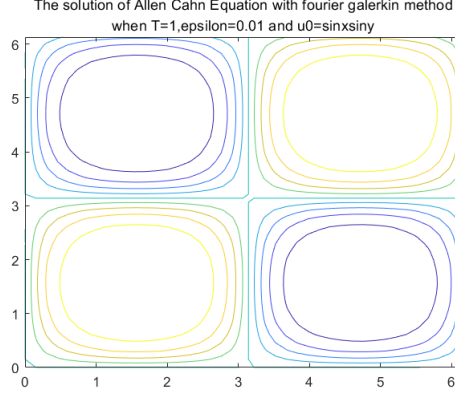 The solution of Allen Cahn Equation with fourier galerkin method
when T=1,epsilon=0.01 and u0=sinxsiny
6
5
4
3
2
1
0
0 1 2 3 4 5 6